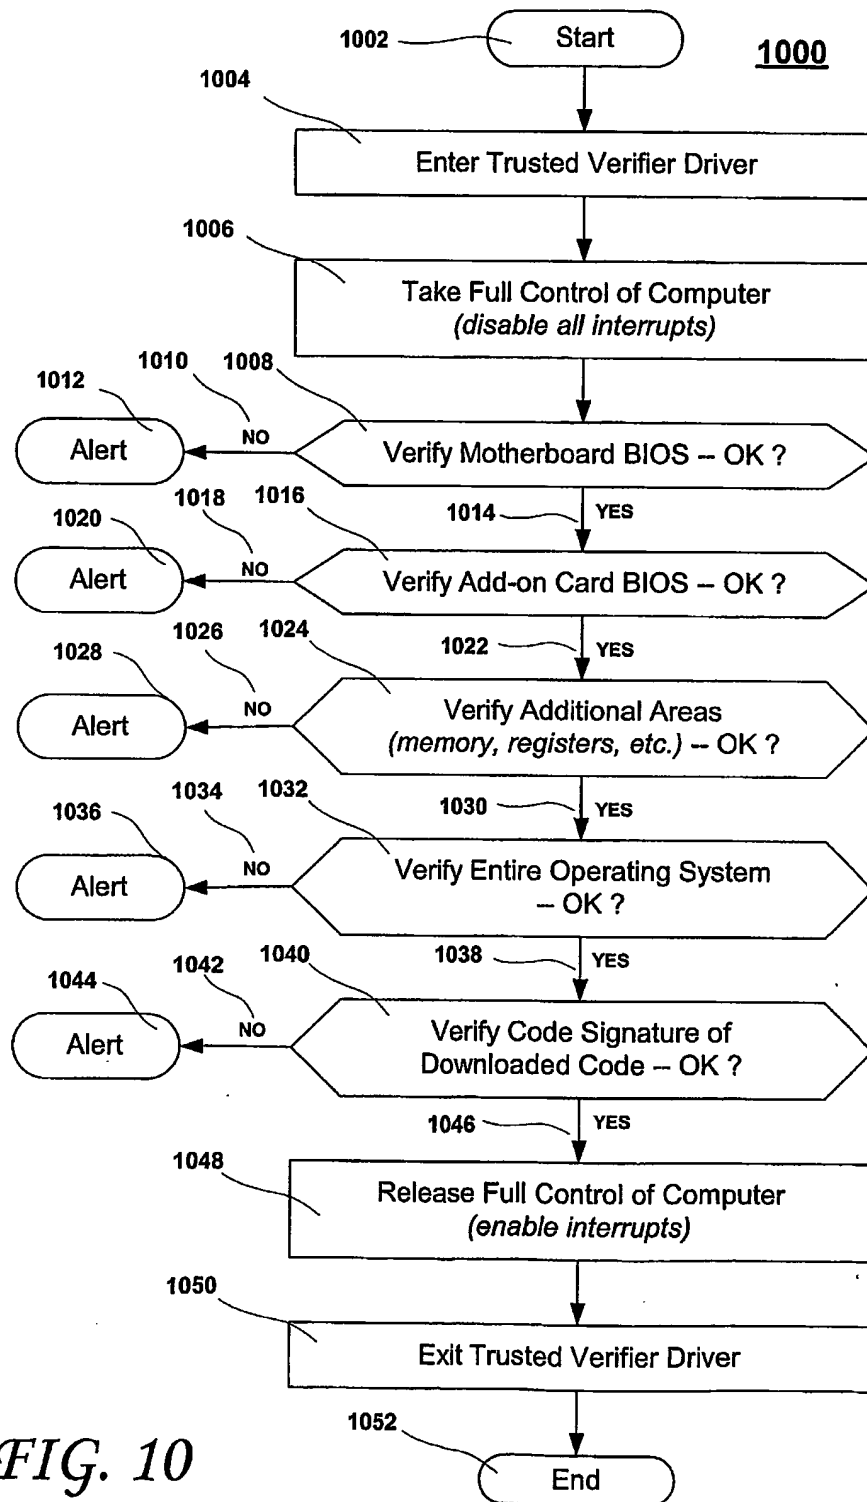 1002
Start
1000
1004
Enter Trusted Verifier Driver
1006
Take Full Control of Computer
(disable all interrupts)
1008
1010
1012
Alert
NO
Verify Motherboard BIOS – OK ?
1014
YES
1016
1018
1020
Alert
NO
Verify Add-on Card BIOS – OK ?
1022
YES
1024
1026
1028
Alert
NO
Verify Additional Areas
(memory, registers, etc.) – OK ?
1030
YES
1032
1034
1036
Alert
NO
Verify Entire Operating System
– OK ?
1038
YES
1040
1042
1044
Alert
NO
Verify Code Signature of
Downloaded Code – OK ?
1046
YES
1048
Release Full Control of Computer
(enable interrupts)
1050
Exit Trusted Verifier Driver
1052
End
FIG. 10